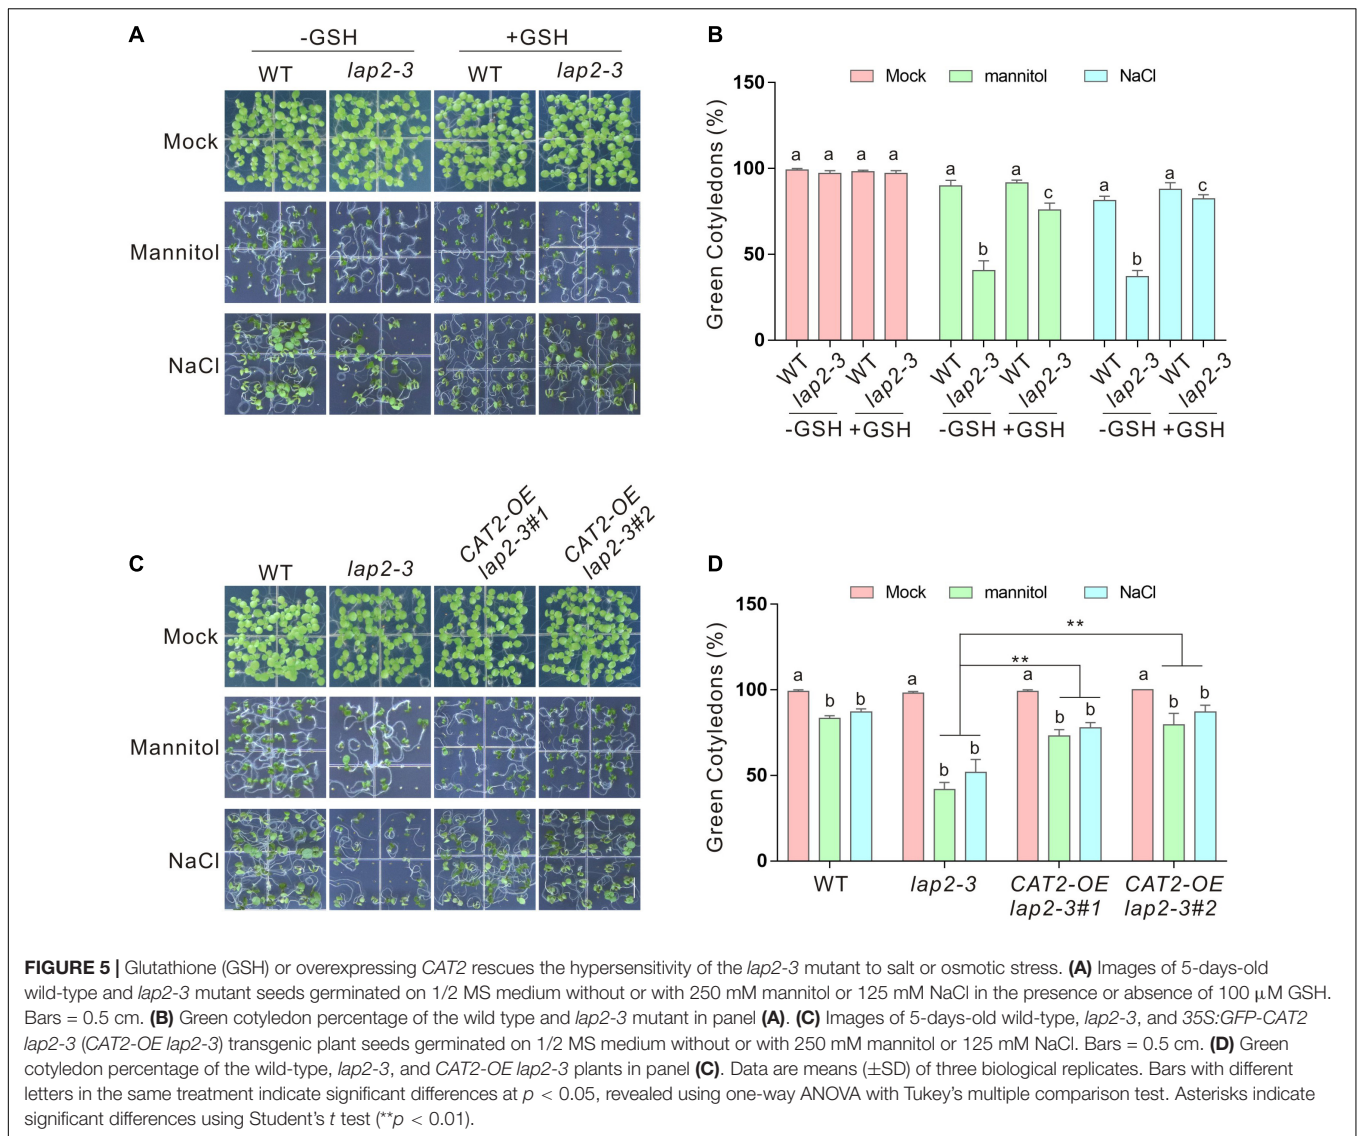 A
-GSH +GSH
WT lap2-3 WT lap2-3
Mock
Mannitol
NaCl
B
Mock mannitol NaCl
Green Cotyledons (%)
150
100
50
0
a a a a a b a c a b a c
WT lap2-3 WT lap2-3 WT lap2-3 WT lap2-3 WT lap2-3 WT lap2-3
-GSH +GSH -GSH +GSH -GSH +GSH
C
WT lap2-3 CAT2-OE lap2-3#1 CAT2-OE lap2-3#2
Mock
Mannitol
NaCl
D
Mock mannitol NaCl
Green Cotyledons (%)
150
100
50
0
**
**
a b b a b b a b b a b b
WT lap2-3 CAT2-OE CAT2-OE
lap2-3#1 lap2-3#2
FIGURE 5 | Glutathione (GSH) or overexpressing CAT2 rescues the hypersensitivity of the lap2-3 mutant to salt or osmotic stress. (A) Images of 5-days-old
wild-type and lap2-3 mutant seeds germinated on 1/2 MS medium without or with 250 mM mannitol or 125 mM NaCl in the presence or absence of 100 μM GSH.
Bars = 0.5 cm. (B) Green cotyledon percentage of the wild type and lap2-3 mutant in panel (A). (C) Images of 5-days-old wild-type, lap2-3, and 35S:GFP-CAT2
lap2-3 (CAT2-OE lap2-3) transgenic plant seeds germinated on 1/2 MS medium without or with 250 mM mannitol or 125 mM NaCl. Bars = 0.5 cm. (D) Green
cotyledon percentage of the wild-type, lap2-3, and CAT2-OE lap2-3 plants in panel (C). Data are means (±SD) of three biological replicates. Bars with different
letters in the same treatment indicate significant differences at p < 0.05, revealed using one-way ANOVA with Tukey's multiple comparison test. Asterisks indicate
significant differences using Student's t test (**p < 0.01).